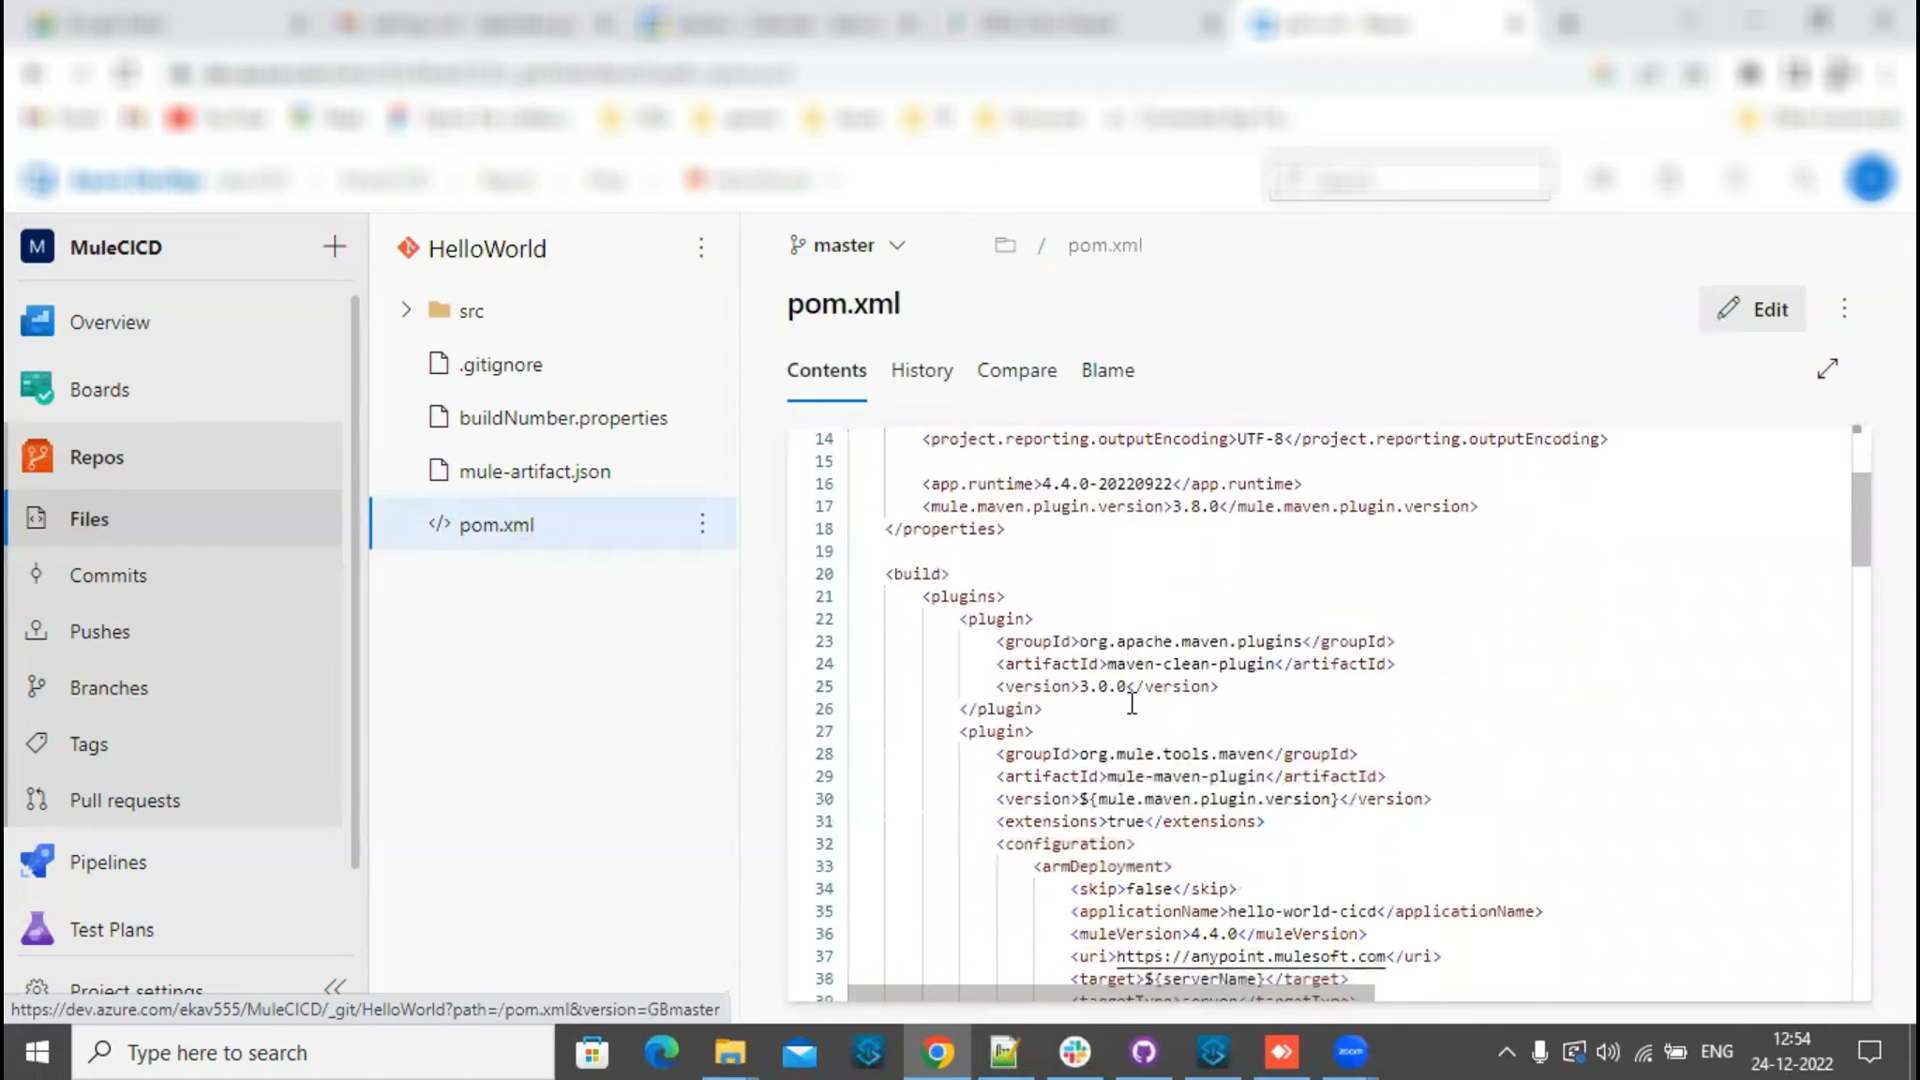 M MuleCICD
Overview
Boards
Repos
Files
Commits
Pushes
Branches
Tags
Pull requests
Pipelines
Test Plans
Project settings
HelloWorld
src
.gitignore
buildNumber.properties
mule-artifact.json
</> pom.xml
master / pom.xml
pom.xml
Edit
Contents History Compare Blame
14 <project.reporting.outputEncoding>UTF-8</project.reporting.outputEncoding>
15
16 <app.runtime>4.4.0-20220922</app.runtime>
17 <mule.maven.plugin.version>3.8.0</mule.maven.plugin.version>
18 </properties>
19
20 <build>
21 <plugins>
22 <plugin>
23 <groupId>org.apache.maven.plugins</groupId>
24 <artifactId>maven-clean-plugin</artifactId>
25 <version>3.0.0</version>
26 </plugin>
27 <plugin>
28 <groupId>org.mule.tools.maven</groupId>
29 <artifactId>mule-maven-plugin</artifactId>
30 <version>${mule.maven.plugin.version}</version>
31 <extensions>true</extensions>
32 <configuration>
33 <armDeployment>
34 <skip>false</skip>
35 <applicationName>hello-world-cicd</applicationName>
36 <muleVersion>4.4.0</muleVersion>
37 <uri>https://anypoint.mulesoft.com</uri>
38 <target>${serverName}</target>
39 <targetType>server</targetType>
https://dev.azure.com/ekav555/MuleCICD/_git/HelloWorld?path=/pom.xml&version=GBmaster
Type here to search
zoom
ENG
12:54
24-12-2022